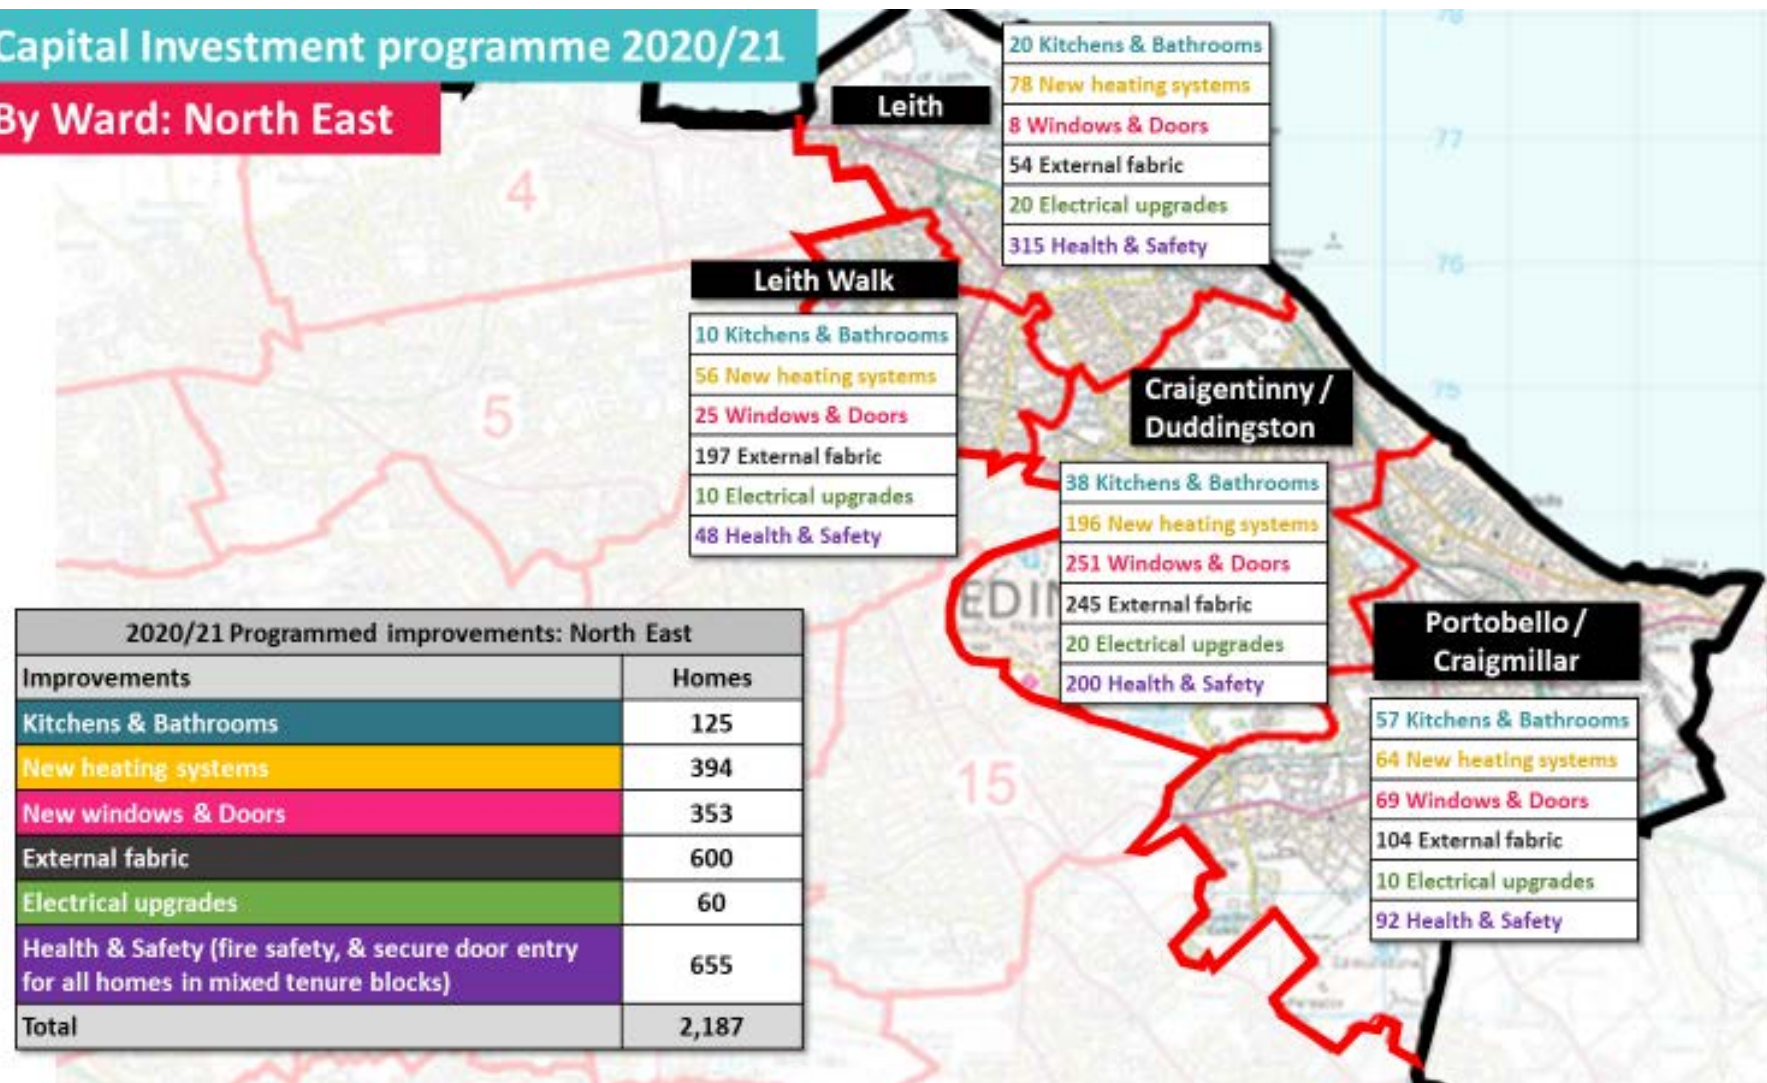 Capital Investment programme 2020/21
By Ward: North East
Leith
20 Kitchens & Bathrooms
78 New heating systems
8 Windows & Doors
54 External fabric
20 Electrical upgrades
315 Health & Safety
Leith Walk
10 Kitchens & Bathrooms
56 New heating systems
25 Windows & Doors
197 External fabric
10 Electrical upgrades
48 Health & Safety
Craigentinny /
Duddingston
38 Kitchens & Bathrooms
196 New heating systems
251 Windows & Doors
245 External fabric
20 Electrical upgrades
200 Health & Safety
Portobello /
Craigmillar
57 Kitchens & Bathrooms
64 New heating systems
69 Windows & Doors
104 External fabric
10 Electrical upgrades
92 Health & Safety
2020/21 Programmed improvements: North East
Improvements Homes
Kitchens & Bathrooms 125
New heating systems 394
New windows & Doors 353
External fabric 600
Electrical upgrades 60
Health & Safety (fire safety, & secure door entry
for all homes in mixed tenure blocks) 655
Total 2,187
4
5
15
77
76
75